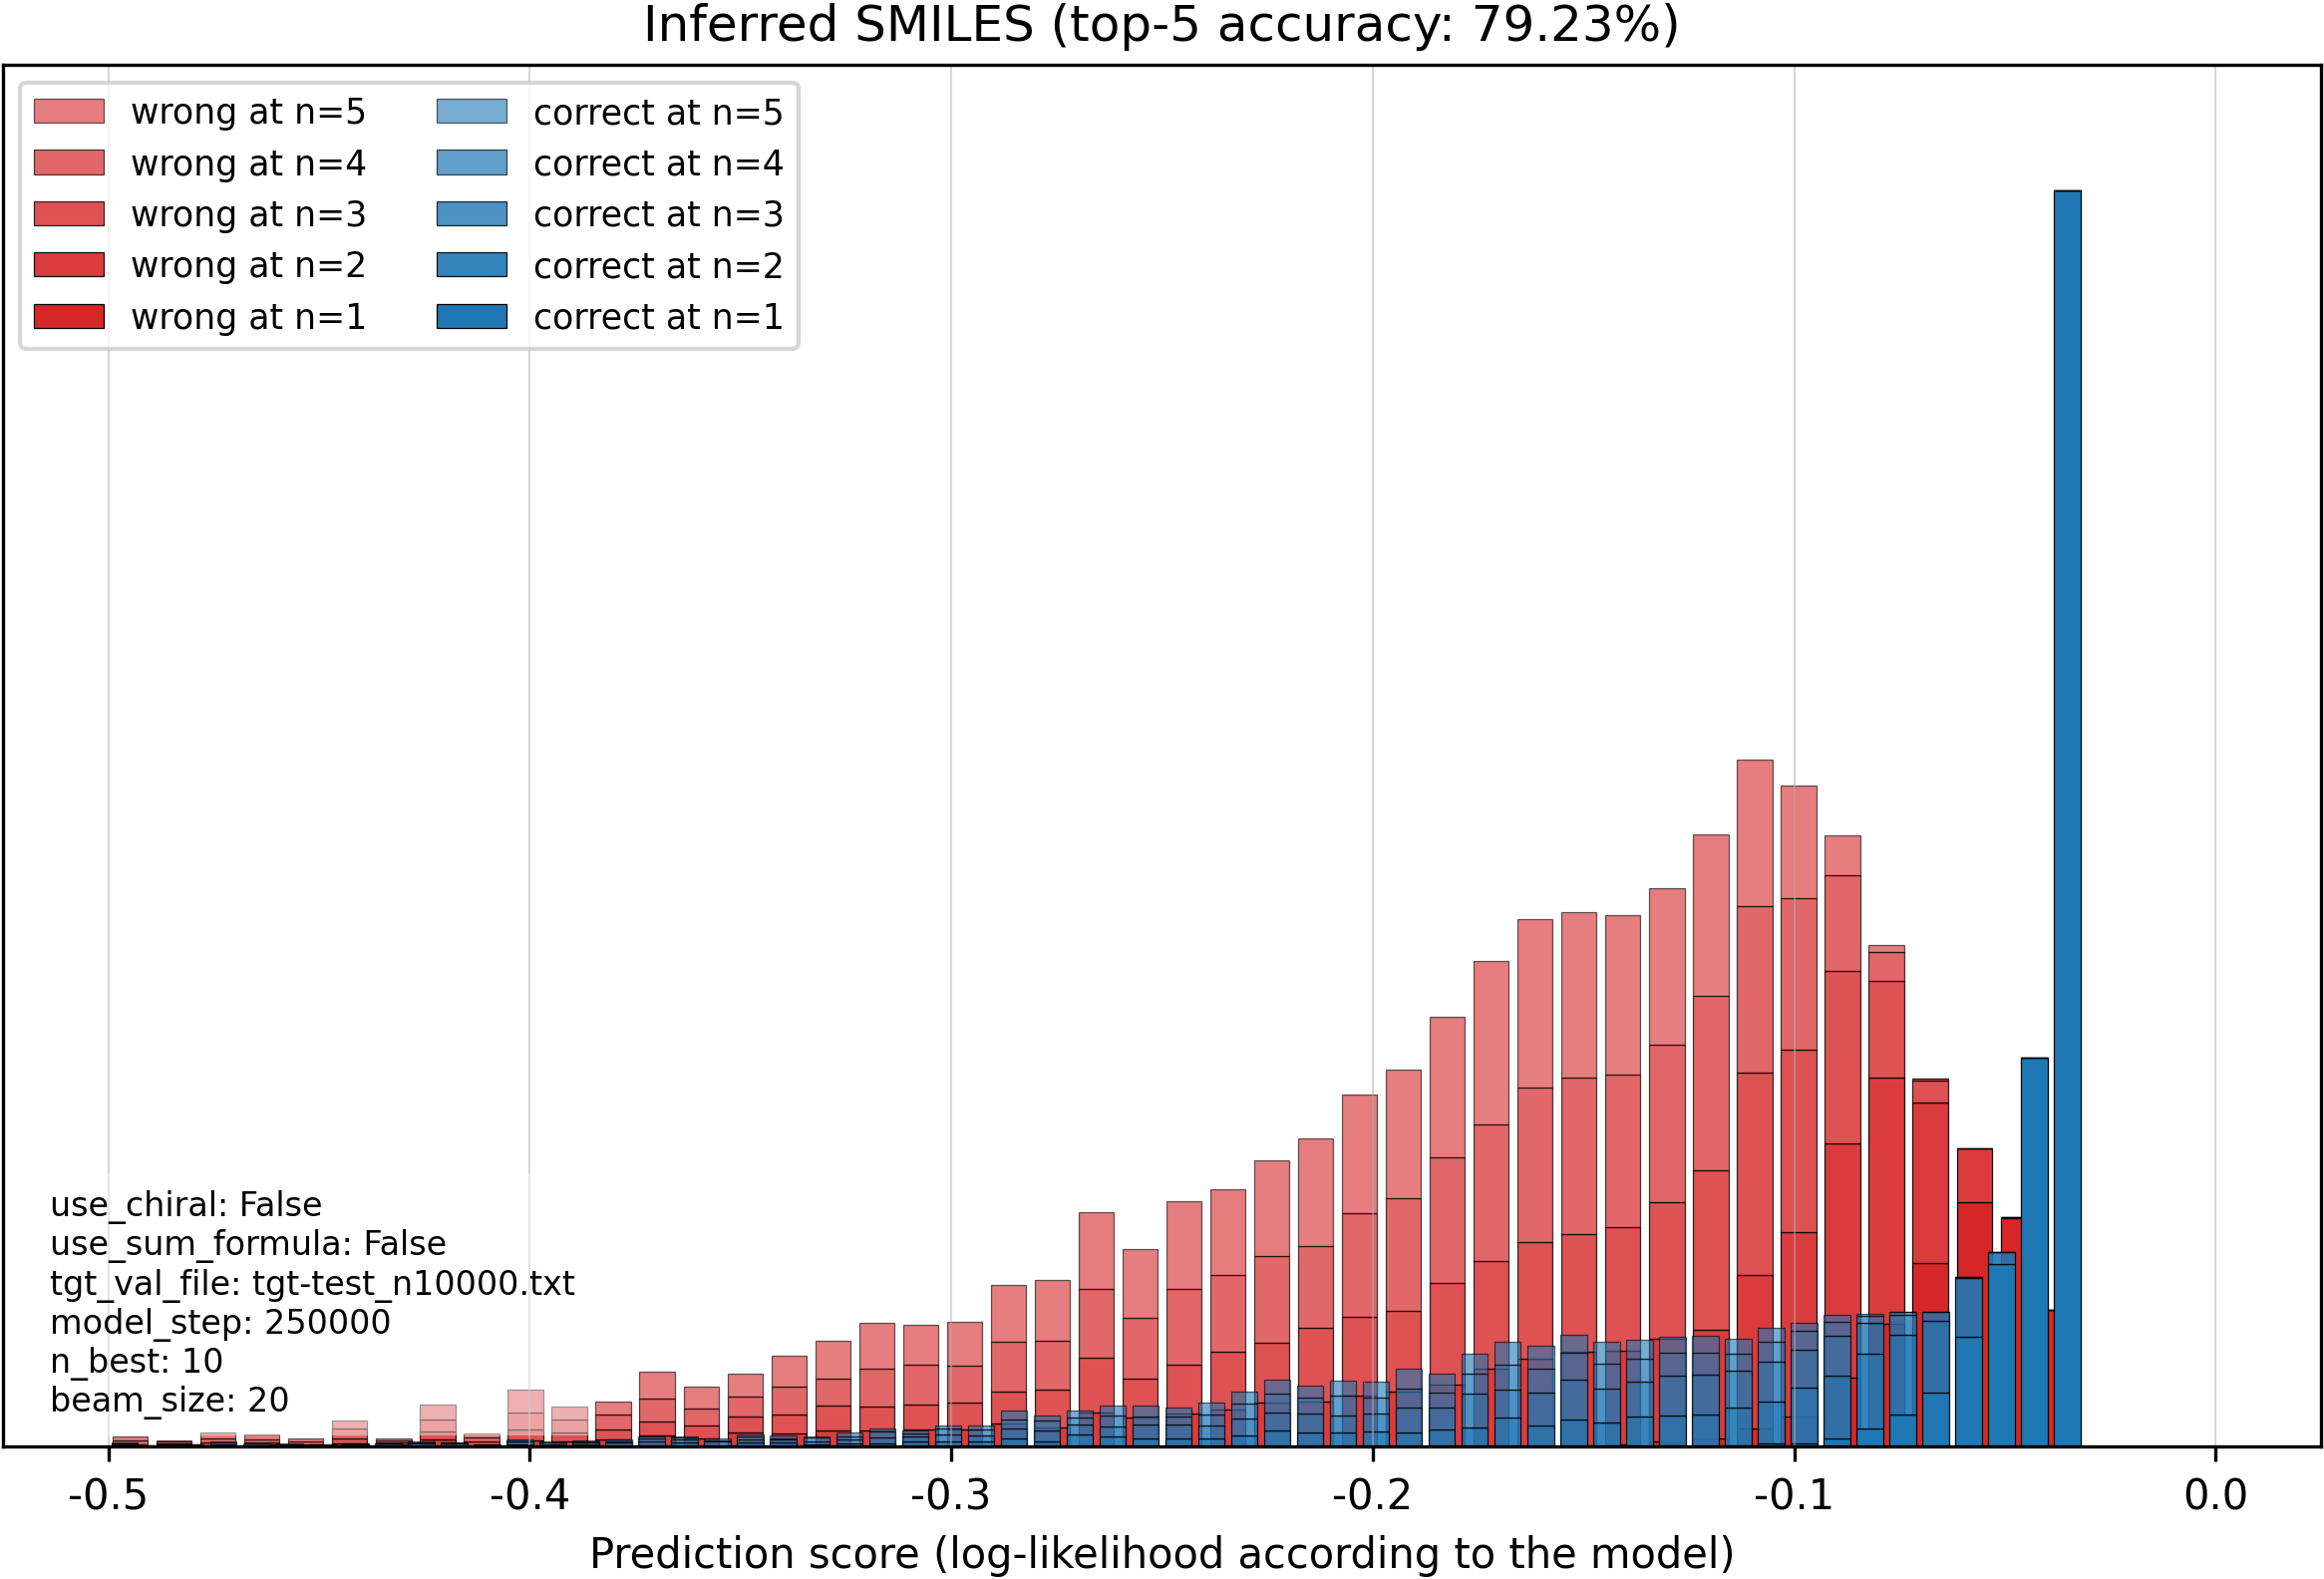 Inferred SMILES (top-5 accuracy: 79.23%)
wrong at n=5
wrong at n=4
wrong at n=3
wrong at n=2
wrong at n=1
correct at n=5
correct at n=4
correct at n=3
correct at n=2
correct at n=1
use_chiral: False
use_sum_formula: False
tgt_val_file: tgt-test_n10000.txt
model_step: 250000
n_best: 10
beam_size: 20
-0.5 -0.4 -0.3 -0.2 -0.1 0.0
Prediction score (log-likelihood according to the model)